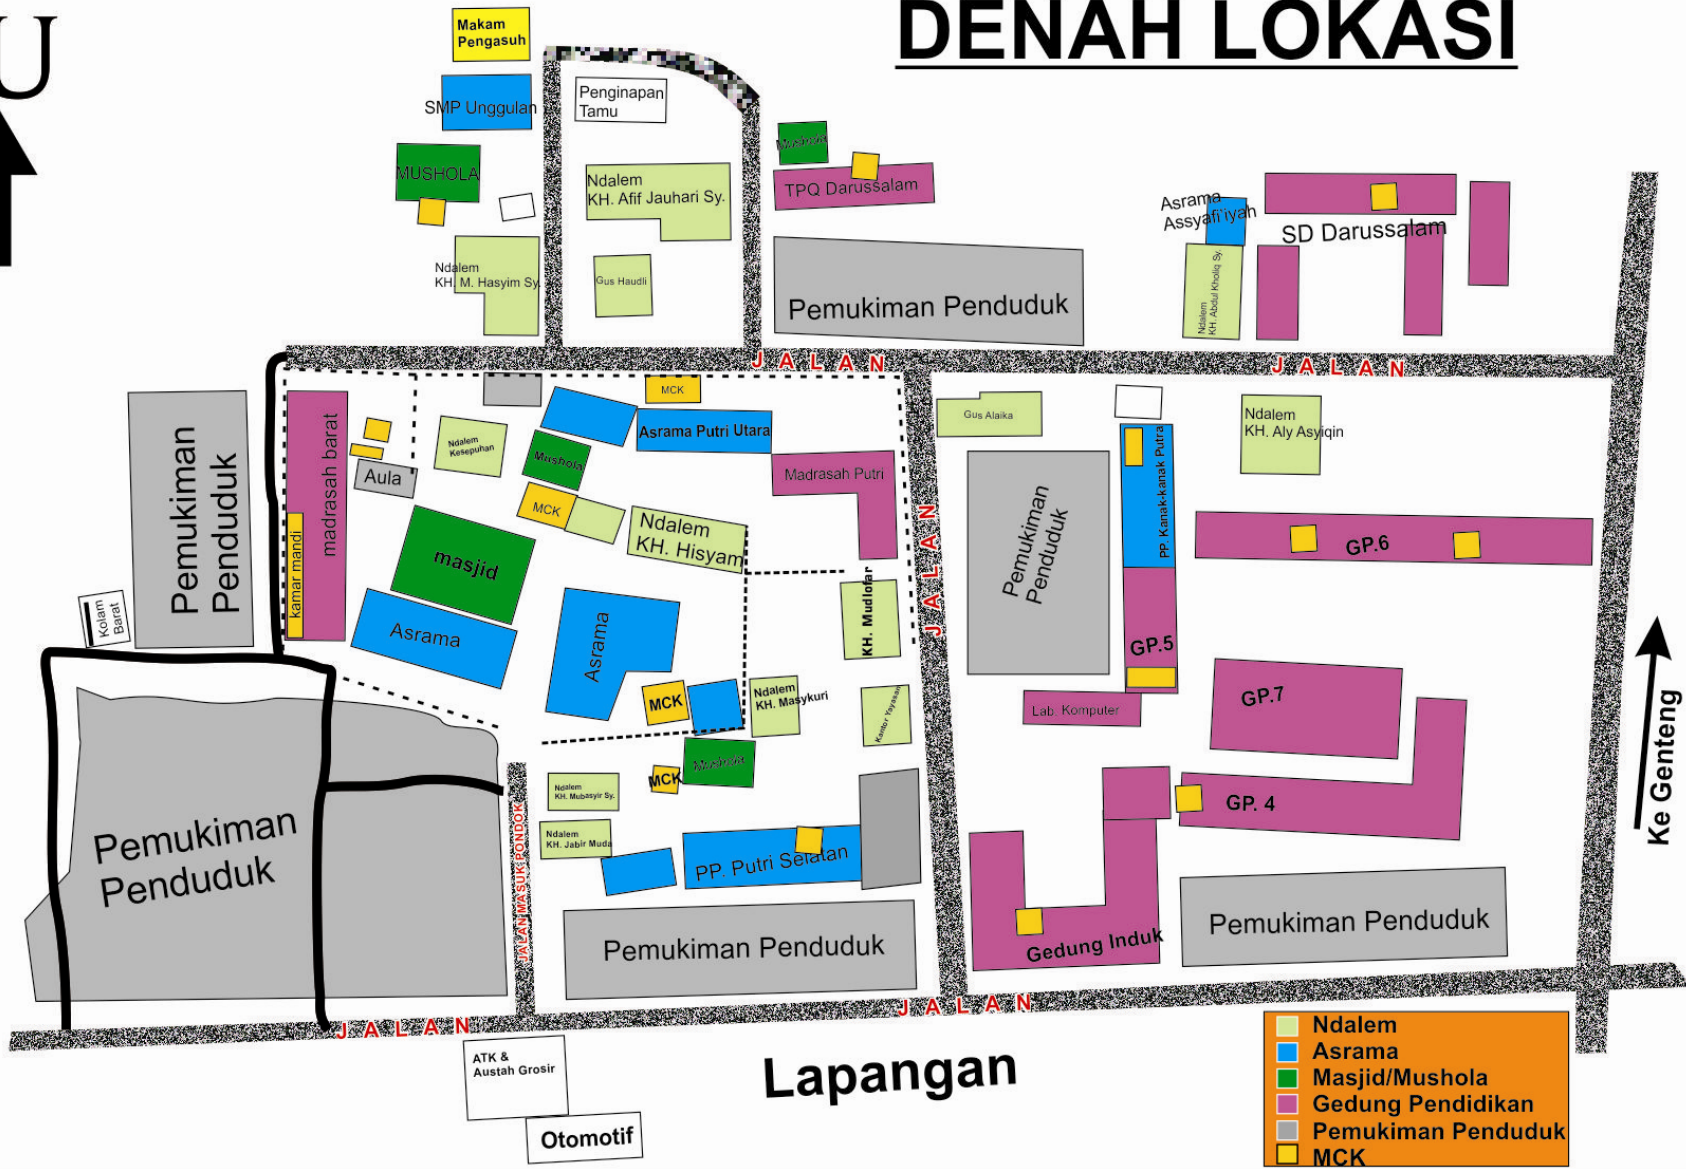 U
DENAH LOKASI
Makam
Pengasuh
SMP Unggulan
Penginapan
Tamu
MUSHOLA
Mushola
TPQ Darussalam
Ndalem
KH. Afif Jauhari Sy.
Asrama
Assyafi'iyah
SD Darussalam
Ndalem
KH. M. Hasyim Sy.
Gus Haudli
Pemukiman Penduduk
Ndalem
KH. Abdul Kholiq Sy.
JALAN
JALAN
MCK
Asrama Putri Utara
Gus Alaika
Ndalem
KH. Aly Asyiqin
Pemukiman
Penduduk
madrasah barat
kamar mandi
Aula
Ndalem
Kesepuhan
Mushola
MCK
Madrasah Putri
Ndalem
KH. Hisyam
masjid
Asrama
Asrama
KH. Mudlofar
JALAN
Pemukiman
Penduduk
PP. Kanak-kanak Putra
GP.6
GP.5
Kolam
Barat
MCK
Ndalem
KH. Masykuri
Kantor Yayasan
Lab. Komputer
GP.7
Ke Genteng
Mushola
MCK
Ndalem
KH. Mubasyir Sy.
Ndalem
KH. Jabir Muda
PP. Putri Selatan
GP. 4
Pemukiman
Penduduk
JALAN MASUK PONDOK
Pemukiman Penduduk
Gedung Induk
Pemukiman Penduduk
JALAN
JALAN
ATK &
Austah Grosir
Otomotif
Lapangan
Ndalem
Asrama
Masjid/Mushola
Gedung Pendidikan
Pemukiman Penduduk
MCK